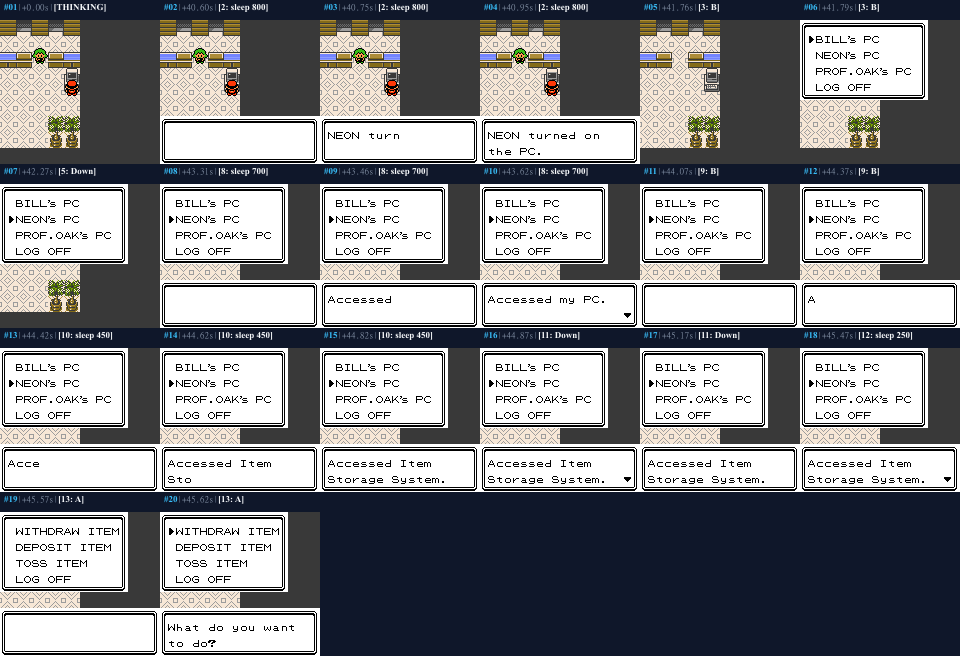 #01|+0.00s|[THINKING]
#02|+40.60s|[2: sleep 800]
#03|+40.75s|[2: sleep 800]
NEON turn
#04|+40.95s|[2: sleep 800]
NEON turned on
the PC.
#05|+41.76s|[3: B]
#06|+41.79s|[3: B]
▶BILL's PC
NEON's PC
PROF.OAK's PC
LOG OFF
#07|+42.27s|[5: Down]
BILL's PC
▶NEON's PC
PROF.OAK's PC
LOG OFF
#08|+43.31s|[8: sleep 700]
BILL's PC
▶NEON's PC
PROF.OAK's PC
LOG OFF
#09|+43.46s|[8: sleep 700]
BILL's PC
▶NEON's PC
PROF.OAK's PC
LOG OFF
Accessed
#10|+43.62s|[8: sleep 700]
BILL's PC
▶NEON's PC
PROF.OAK's PC
LOG OFF
Accessed my PC.
▼
#11|+44.07s|[9: B]
BILL's PC
▶NEON's PC
PROF.OAK's PC
LOG OFF
#12|+44.37s|[9: B]
BILL's PC
▶NEON's PC
PROF.OAK's PC
LOG OFF
A
#13|+44.42s|[10: sleep 450]
BILL's PC
▶NEON's PC
PROF.OAK's PC
LOG OFF
Acce
#14|+44.62s|[10: sleep 450]
BILL's PC
▶NEON's PC
PROF.OAK's PC
LOG OFF
Accessed Item
Sto
#15|+44.82s|[10: sleep 450]
BILL's PC
▶NEON's PC
PROF.OAK's PC
LOG OFF
Accessed Item
Storage System.
#16|+44.87s|[11: Down]
BILL's PC
▶NEON's PC
PROF.OAK's PC
LOG OFF
Accessed Item
Storage System. ▼
#17|+45.17s|[11: Down]
BILL's PC
▶NEON's PC
PROF.OAK's PC
LOG OFF
Accessed Item
Storage System. ▼
#18|+45.47s|[12: sleep 250]
BILL's PC
▶NEON's PC
PROF.OAK's PC
LOG OFF
Accessed Item
Storage System. ▼
#19|+45.57s|[13: A]
WITHDRAW ITEM
DEPOSIT ITEM
TOSS ITEM
LOG OFF
#20|+45.62s|[13: A]
▶WITHDRAW ITEM
DEPOSIT ITEM
TOSS ITEM
LOG OFF
What do you want
to do?